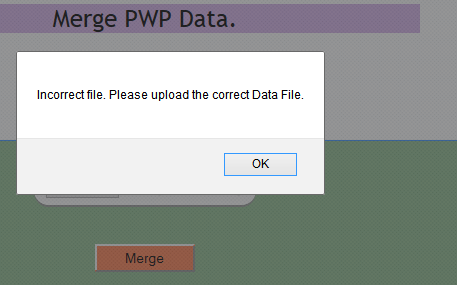 Merge PWP Data.
Incorrect file. Please upload the correct Data File.
OK
Merge